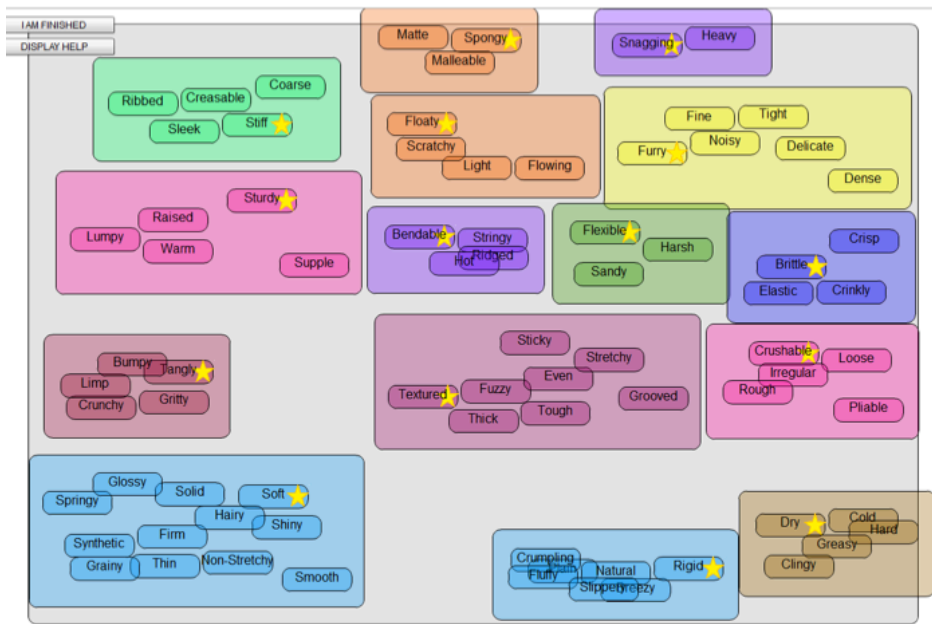 I AM FINISHED
DISPLAY HELP
Matte
Spongy
Malleable
Snagging
Heavy
Coarse
Creasable
Ribbed
Stiff
Sleek
Floaty
Scratchy
Light
Flowing
Fine
Tight
Noisy
Furry
Delicate
Dense
Sturdy
Raised
Lumpy
Warm
Supple
Bendable
Stringy
Ridged
Hot
Flexible
Harsh
Sandy
Crisp
Brittle
Elastic
Crinkly
Bumpy
Tangly
Limp
Crunchy
Gritty
Sticky
Stretchy
Even
Fuzzy
Textured
Grooved
Thick
Tough
Crushable
Loose
Irregular
Rough
Pliable
Glossy
Solid
Soft
Springy
Hairy
Shiny
Firm
Synthetic
Grainy
Thin
Non-Stretchy
Smooth
Crumpling
Natural
Rigid
Fluffy
Slippery
Breezy
Dry
Cold
Hard
Greasy
Clingy